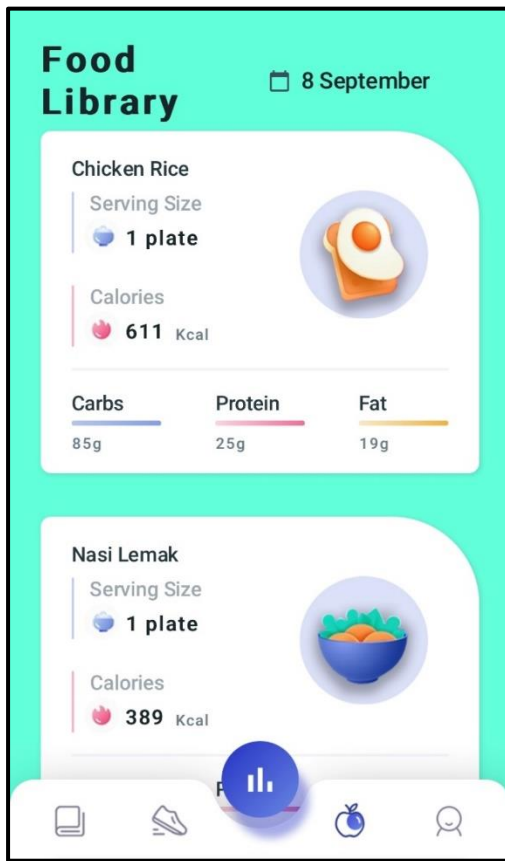 Food
Library
8 September
Chicken Rice
Serving Size
1 plate
Calories
611 Kcal
Carbs
Protein
Fat
85g
25g
19g
Nasi Lemak
Serving Size
1 plate
Calories
389 Kcal